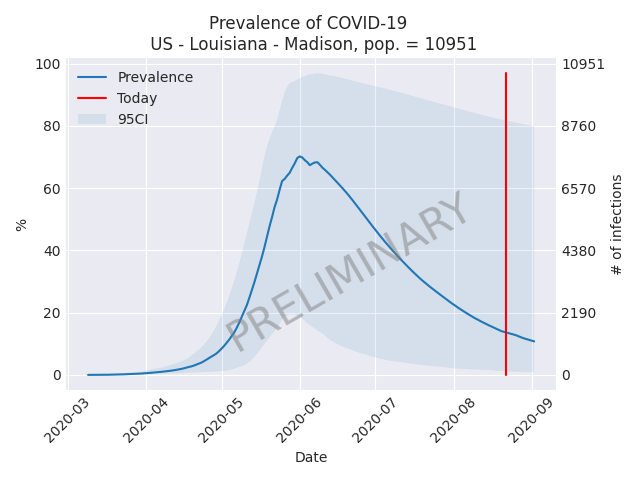 Prevalence of COVID-19
US - Louisiana - Madison, pop. = 10951
Prevalence
Today
95CI
100
80
60
40
20
0
%
10951
8760
6570
4380
2190
0
# of infections
PRELIMINARY
2020-03
2020-04
2020-05
2020-06
2020-07
2020-08
2020-09
Date